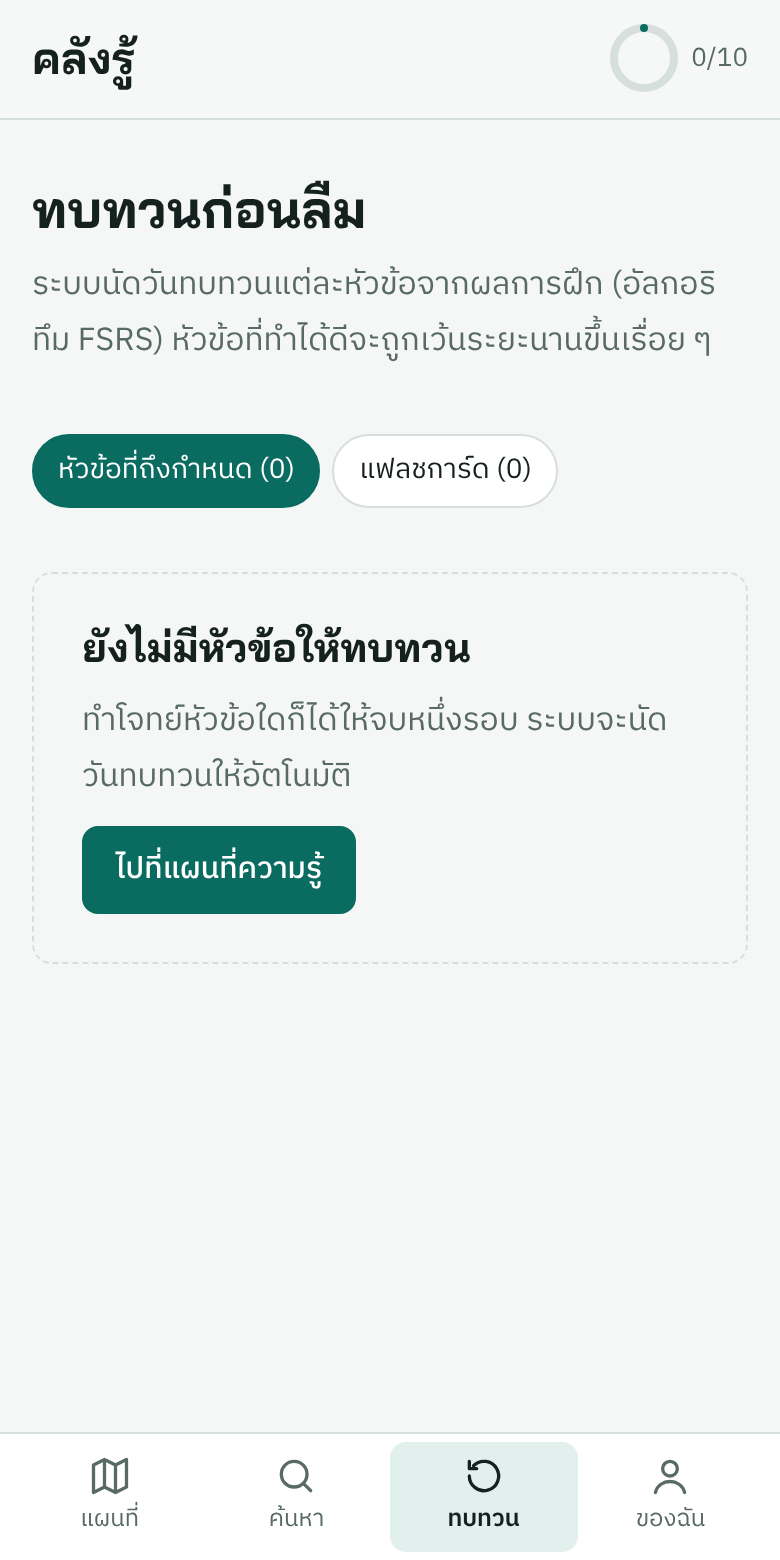 คลังรู้
0/10
ทบทวนก่อนลืม
ระบบนัดวันทบทวนแต่ละหัวข้อจากผลการฝึก (อัลกอริ
ทึม FSRS) หัวข้อที่ทำได้ดีจะถูกเว้นระยะนานขึ้นเรื่อย ๆ
หัวข้อที่ถึงกำหนด (0)
แฟลชการ์ด (0)
ยังไม่มีหัวข้อให้ทบทวน
ทำโจทย์หัวข้อใดก็ได้ให้จบหนึ่งรอบ ระบบจะนัด
วันทบทวนให้อัตโนมัติ
ไปที่แผนที่ความรู้
แผนที่
ค้นหา
ทบทวน
ของฉัน